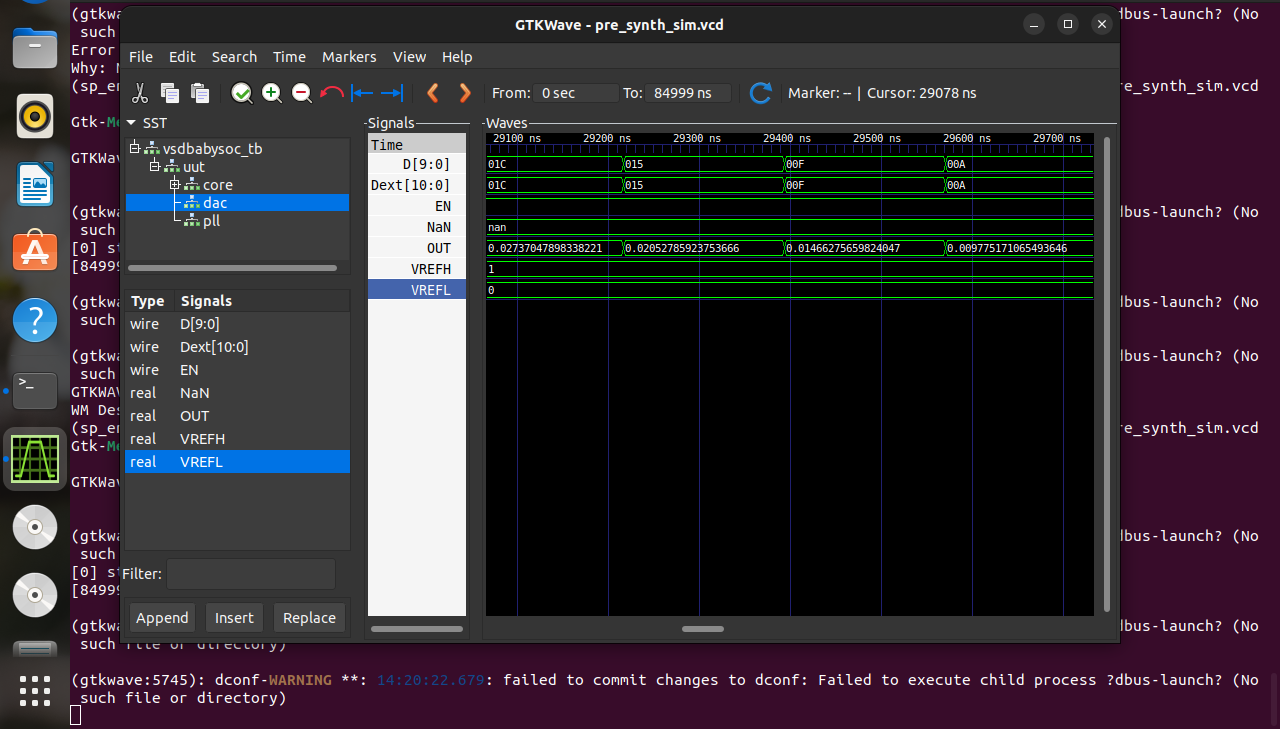 (gtkwa
dbus-launch? (No
such
Error
Why: N
(sp_en
re_synth_sim.vcd
Gtk-Me
GTKWav
(gtkwa
dbus-launch? (No
such
[0] st
[84999
(gtkwa
dbus-launch? (No
such
(gtkwa
dbus-launch? (No
such
GTKWAV
WM Des
(sp_en
re_synth_sim.vcd
Gtk-Me
GTKWav
(gtkwa
dbus-launch? (No
such
[0] st
[84999
(gtkwa
dbus-launch? (No
such file or directory)
(gtkwave:5745): dconf-WARNING **: 14:20:22.679: failed to commit changes to dconf: Failed to execute child process ?dbus-launch? (No
such file or directory)
GTKWave - pre_synth_sim.vcd
File Edit Search Time Markers View Help
From: 0 sec To: 84999 ns Marker: -- | Cursor: 29078 ns
SST
vsdbabysoc_tb
uut
core
dac
pll
Type Signals
wire D[9:0]
wire Dext[10:0]
wire EN
real NaN
real OUT
real VREFH
real VREFL
Filter:
Append Insert Replace
Signals
Time
D[9:0]
Dext[10:0]
EN
NaN
OUT
VREFH
VREFL
Waves
29100 ns 29200 ns 29300 ns 29400 ns 29500 ns 29600 ns 29700 ns
01C 015 00F 00A
01C 015 00F 00A
nan
0.02737047898338221 0.02052785923753666 0.01466275659824047 0.009775171065493646
1
0